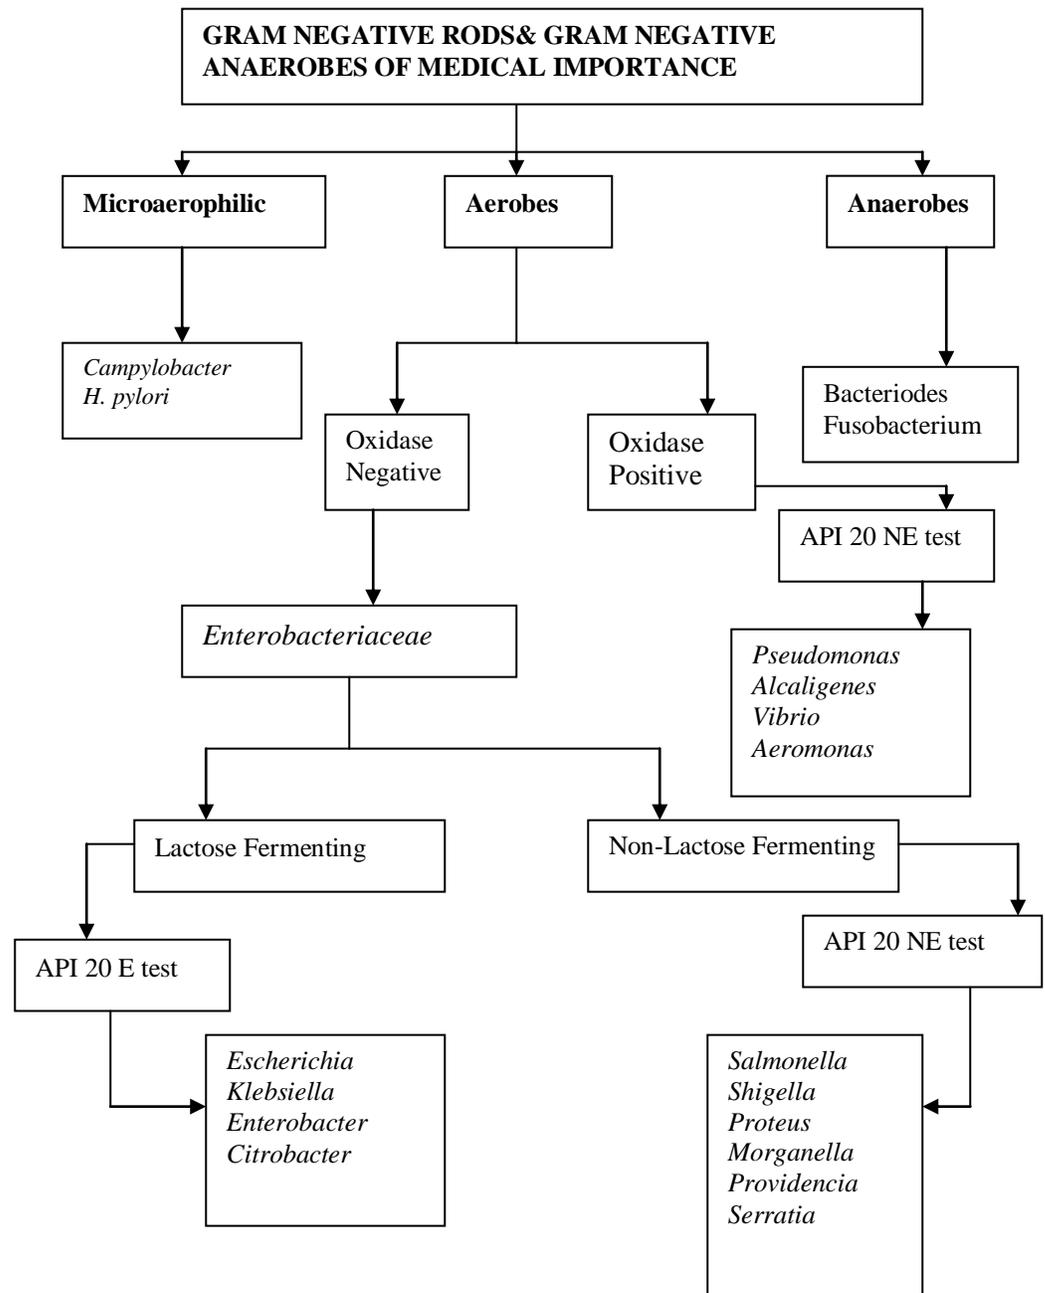 GRAM NEGATIVE RODS& GRAM NEGATIVE
ANAEROBES OF MEDICAL IMPORTANCE
Microaerophilic
Aerobes
Anaerobes
Campylobacter
H. pylori
Bacteriodes
Fusobacterium
Oxidase
Negative
Oxidase
Positive
API 20 NE test
Enterobacteriaceae
Pseudomonas
Alcaligenes
Vibrio
Aeromonas
Lactose Fermenting
Non-Lactose Fermenting
API 20 E test
API 20 NE test
Escherichia
Klebsiella
Enterobacter
Citrobacter
Salmonella
Shigella
Proteus
Morganella
Providencia
Serratia